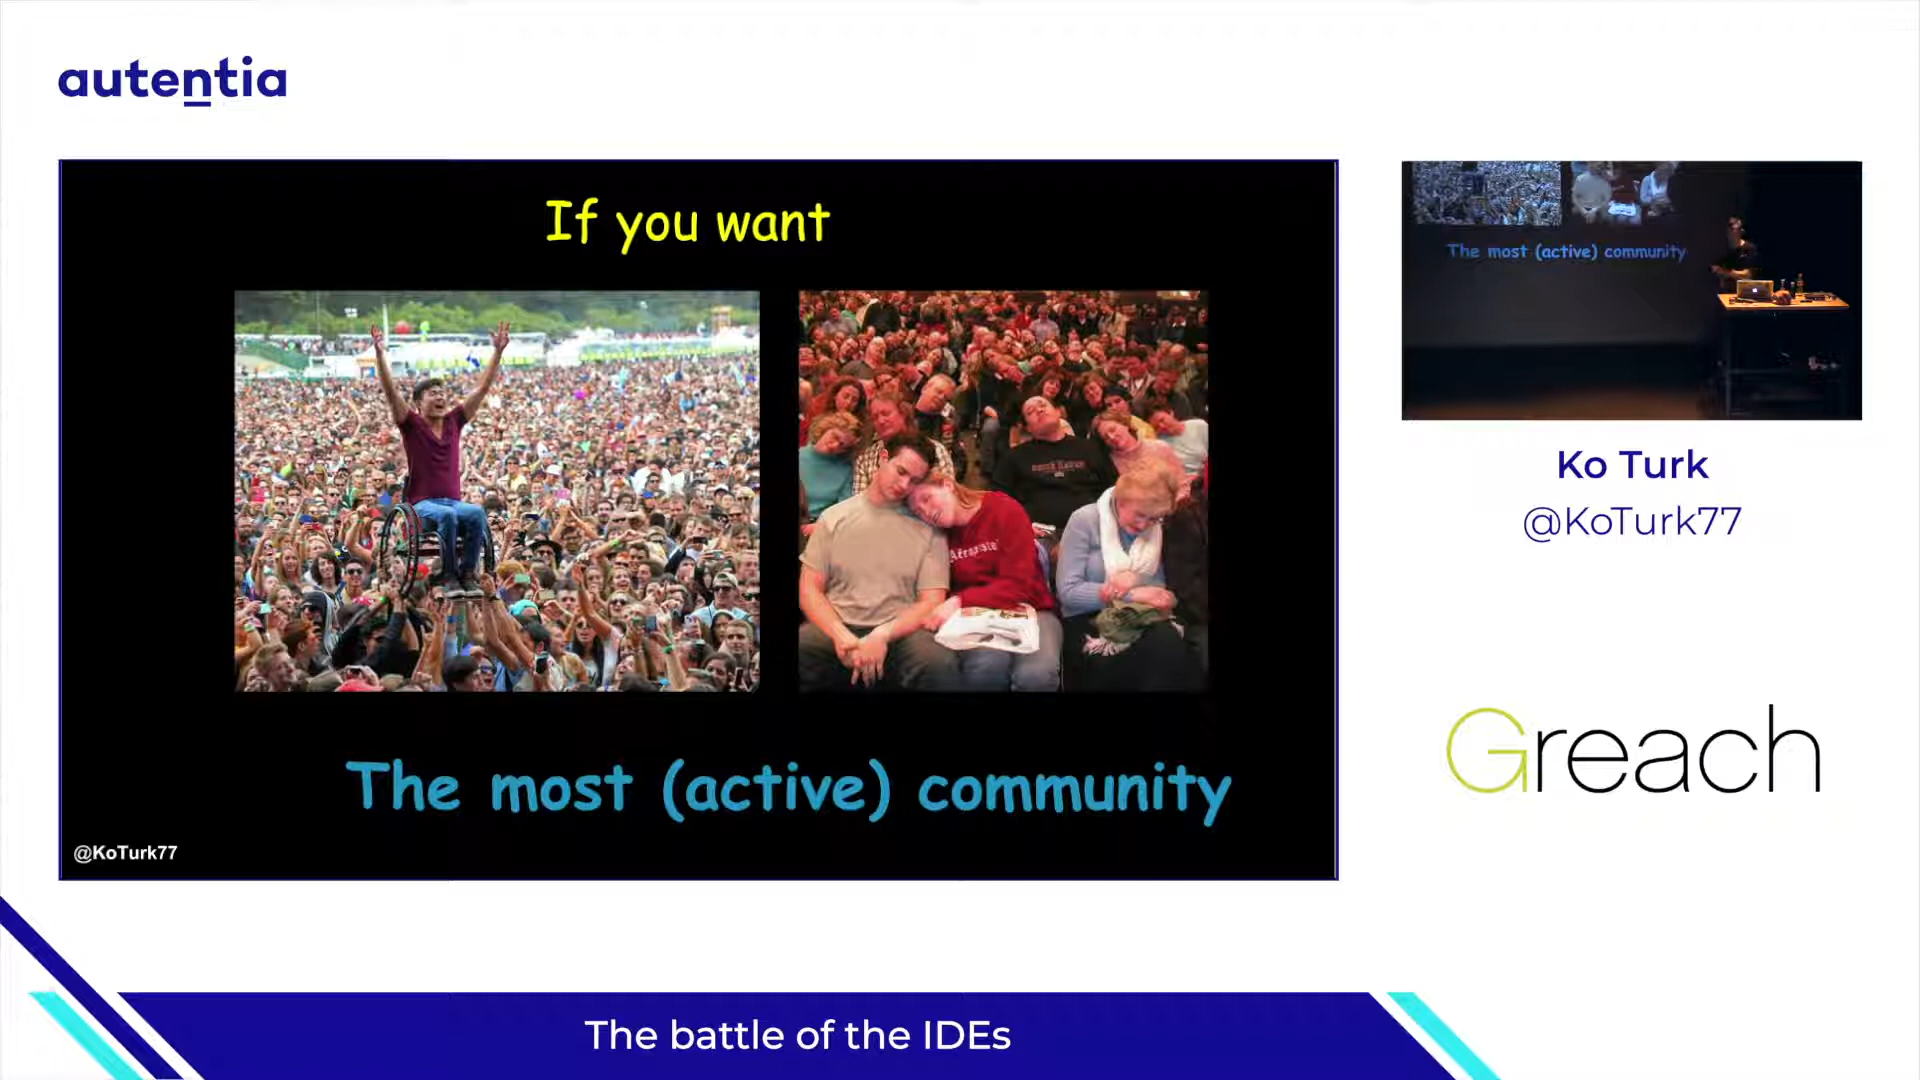 autentia
If you want
The most (active) community
@KoTurk77
The most (active) community
Ko Turk
@KoTurk77
Greach
The battle of the IDEs